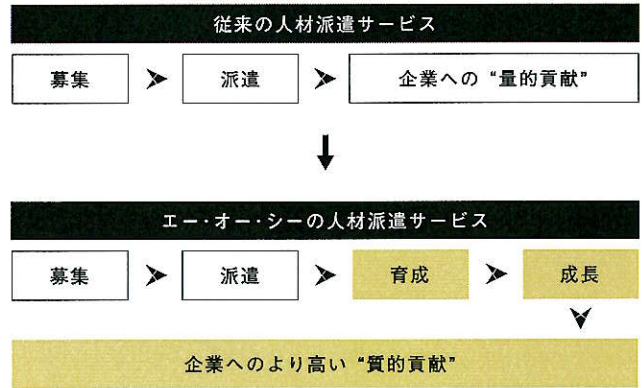 従来の人材派遣サービス
募集
派遣
企業への“量的貢献”
エー・オー・シーの人材派遣サービス
募集
派遣
育成
成長
企業へのより高い“質的貢献”